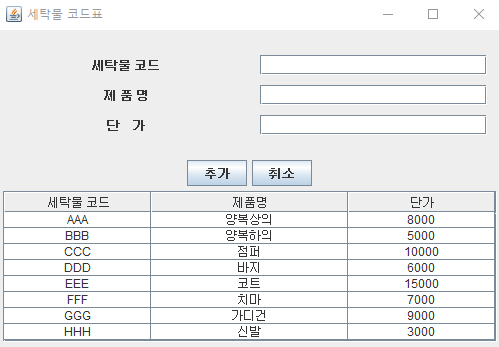 세탁물 코드표
세탁물 코드
제 품 명
단 가
추가 취소
세탁물 코드 제품명 단가
AAA 양복상의 8000
BBB 양복하의 5000
CCC 점퍼 10000
DDD 바지 6000
EEE 코트 15000
FFF 치마 7000
GGG 가디건 9000
HHH 신발 3000